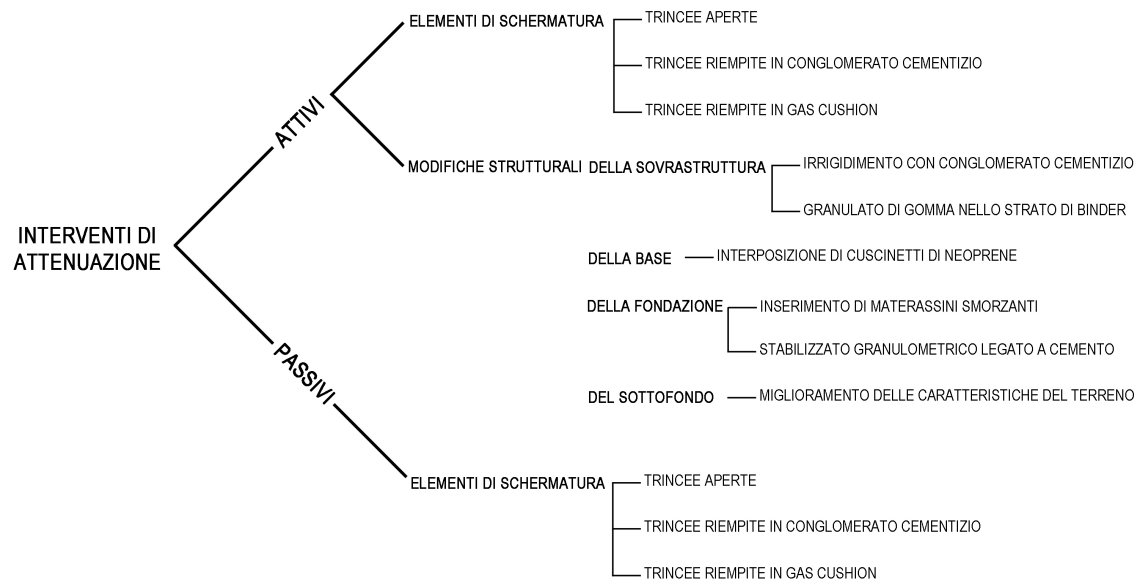 INTERVENTI DI
ATTENUAZIONE
ATTIVI
ELEMENTI DI SCHERMATURA
TRINCEE APERTE
TRINCEE RIEMPITE IN CONGLOMERATO CEMENTIZIO
TRINCEE RIEMPITE IN GAS CUSHION
MODIFICHE STRUTTURALI
DELLA SOVRASTRUTTURA
IRRIGIDIMENTO CON CONGLOMERATO CEMENTIZIO
GRANULATO DI GOMMA NELLO STRATO DI BINDER
DELLA BASE
INTERPOSIZIONE DI CUSCINETTI DI NEOPRENE
DELLA FONDAZIONE
INSERIMENTO DI MATERASSINI SMORZANTI
STABILIZZATO GRANULOMETRICO LEGATO A CEMENTO
DEL SOTTOFONDO
MIGLIORAMENTO DELLE CARATTERISTICHE DEL TERRENO
PASSIVI
ELEMENTI DI SCHERMATURA
TRINCEE APERTE
TRINCEE RIEMPITE IN CONGLOMERATO CEMENTIZIO
TRINCEE RIEMPITE IN GAS CUSHION